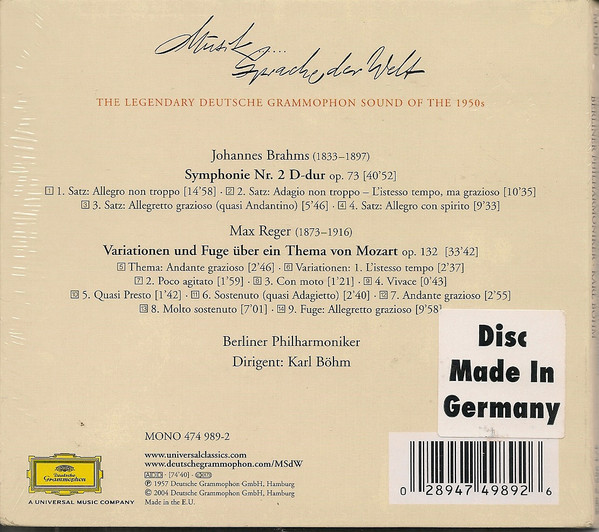 Musik...
Sprache der Welt
THE LEGENDARY DEUTSCHE GRAMMOPHON SOUND OF THE 1950s
Johannes Brahms (1833–1897)
Symphonie Nr. 2 D-dur op. 73 [40'52]
1 1. Satz: Allegro non troppo [14'58] · 2 2. Satz: Adagio non troppo – L'istesso tempo, ma grazioso [10'35]
3 3. Satz: Allegretto grazioso (quasi Andantino) [5'46] · 4 4. Satz: Allegro con spirito [9'33]
Max Reger (1873–1916)
Variationen und Fuge über ein Thema von Mozart op. 132 [33'42]
5 Thema: Andante grazioso [2'46] · 6 Variationen: 1. L'istesso tempo [2'37]
7 2. Poco agitato [1'59] · 8 3. Con moto [1'21] · 9 4. Vivace [0'43]
10 5. Quasi Presto [1'42] · 11 6. Sostenuto (quasi Adagietto) [2'40] · 12 7. Andante grazioso [2'55]
13 8. Molto sostenuto [7'01] · 14 9. Fuge: Allegretto grazioso [9'58]
Berliner Philharmoniker
Dirigent: Karl Böhm
Disc
Made In
Germany
MONO 474 989-2
www.universalclassics.com
www.deutschegrammophon.com/MSdW
ADD · [74'40] ·
Ⓟ 1957 Deutsche Grammophon GmbH, Hamburg
© 2004 Deutsche Grammophon GmbH, Hamburg
Made in the E.U.
Deutsche
Grammophon
A UNIVERSAL MUSIC COMPANY
0 28947 49892 6
BERLINER PHILHARMONIKER · KARL BÖHM